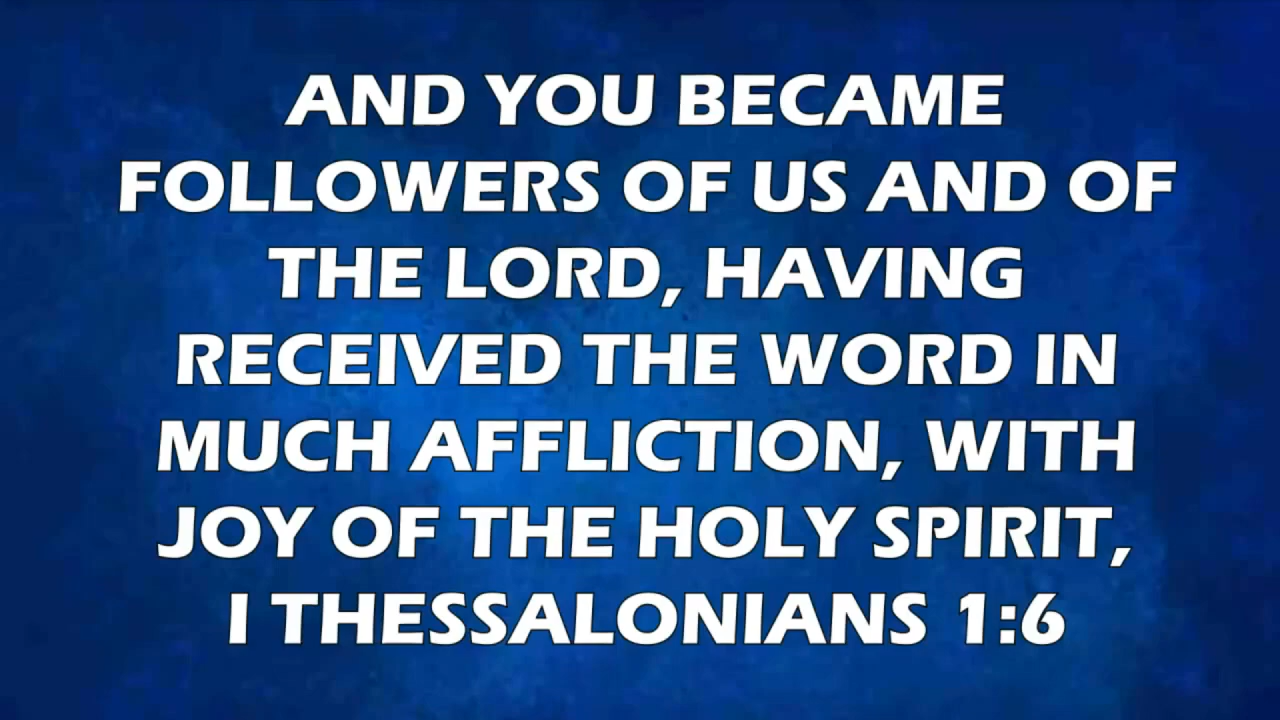 AND YOU BECAME
FOLLOWERS OF US AND OF
THE LORD, HAVING
RECEIVED THE WORD IN
MUCH AFFLICTION, WITH
JOY OF THE HOLY SPIRIT,
I THESSALONIANS 1:6